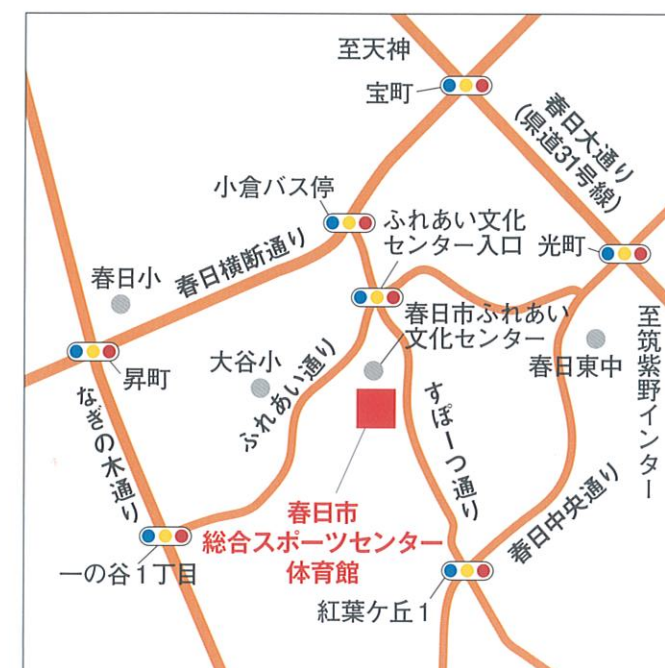 至天神
宝町
春日大通り
(県道31号線)
小倉バス停
ふれあい文化
センター入口
光町
春日横断通り
春日小
春日市ふれあい
文化センター
至筑紫野インター
昇町
大谷小
春日東中
ふれあい通り
なぎの木通り
すぽーつ通り
春日市
総合スポーツセンター
体育館
春日中央通り
一の谷1丁目
紅葉ケ丘1